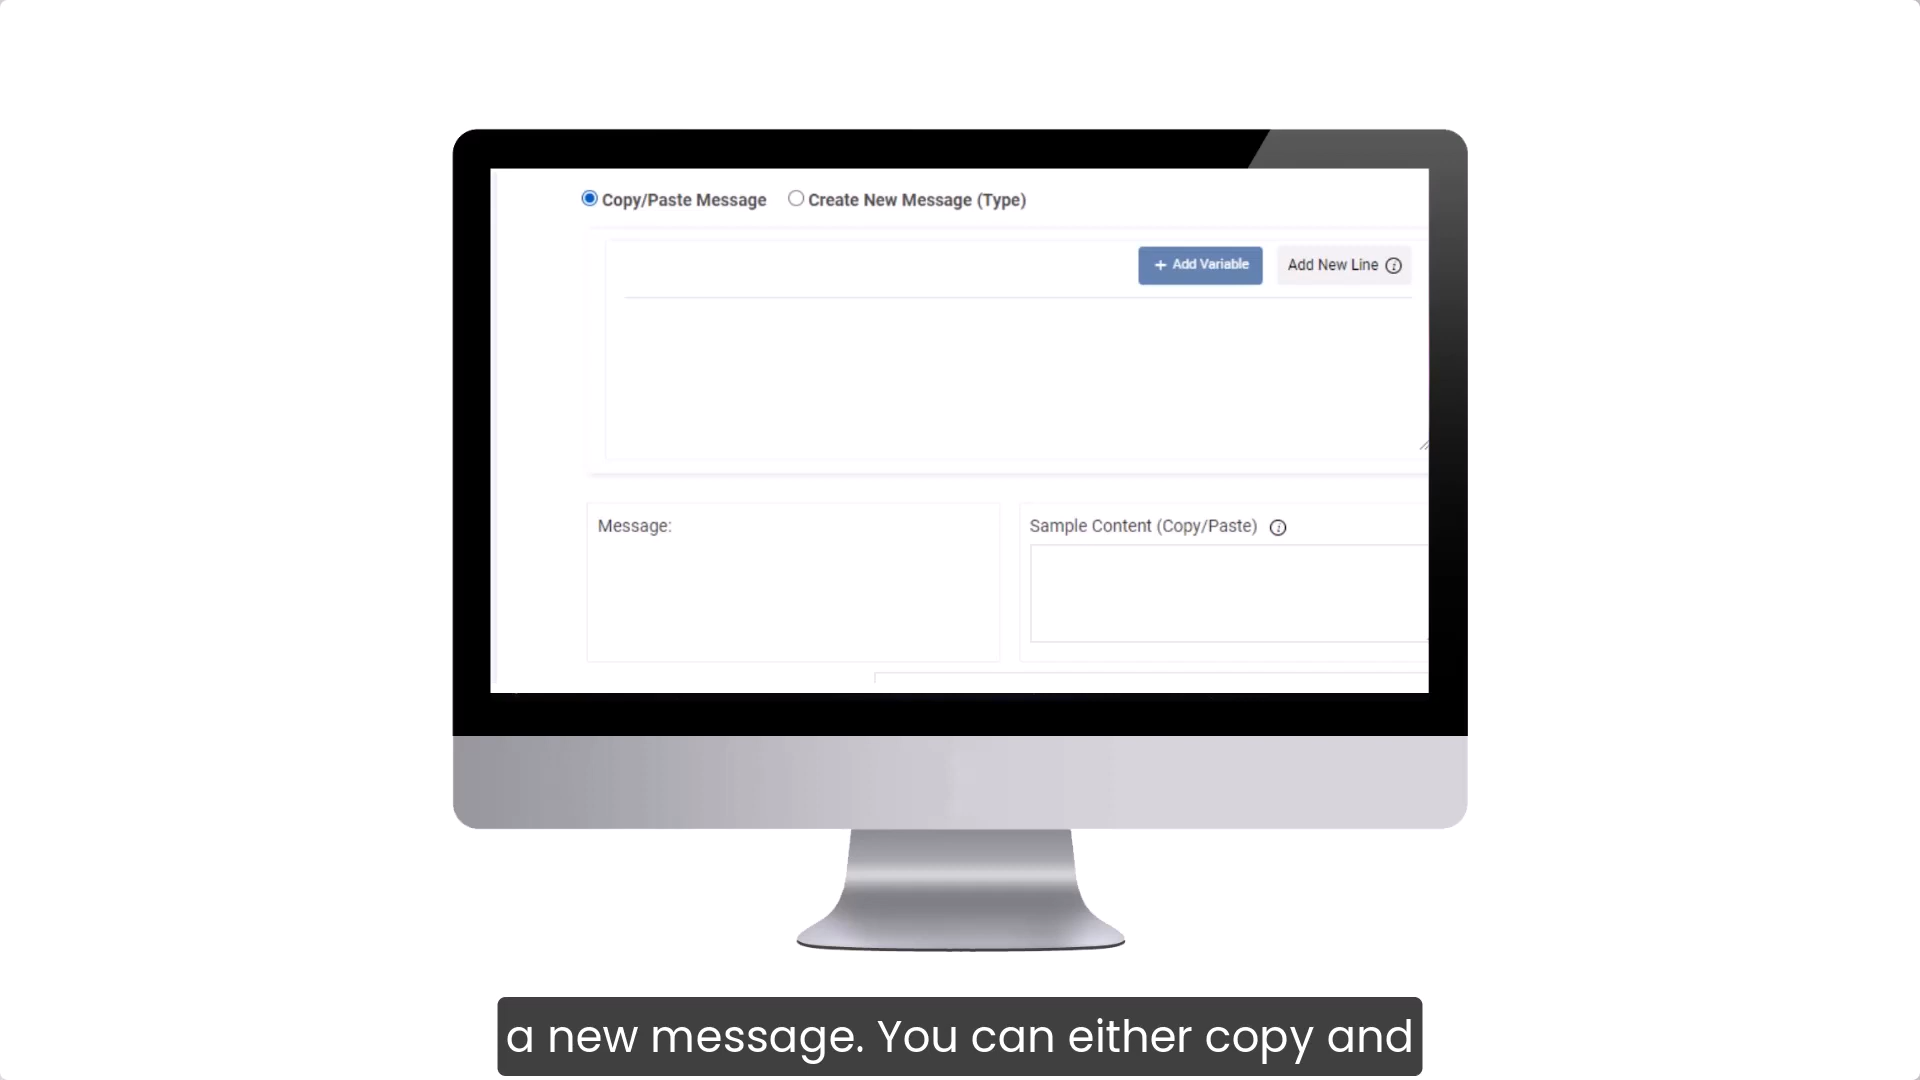 Copy/Paste Message Create New Message (Type)
+ Add Variable Add New Line
Message: Sample Content (Copy/Paste)
a new message. You can either copy and